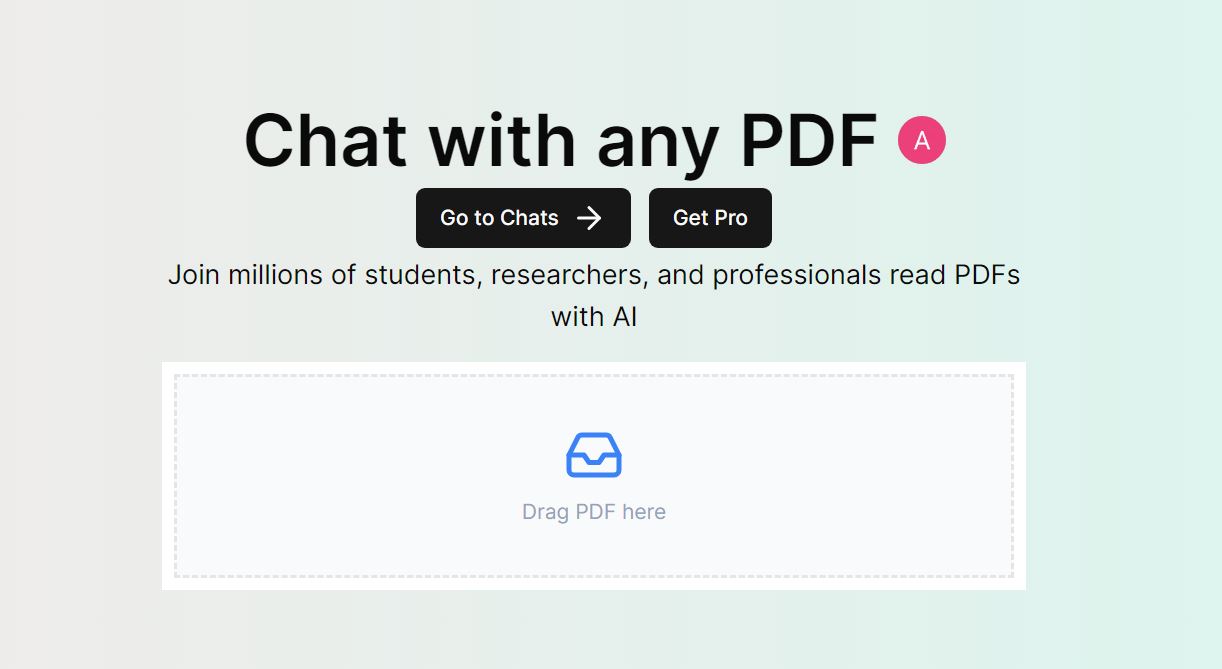 Chat with any PDF A
Go to Chats Get Pro
Join millions of students, researchers, and professionals read PDFs
with AI
Drag PDF here